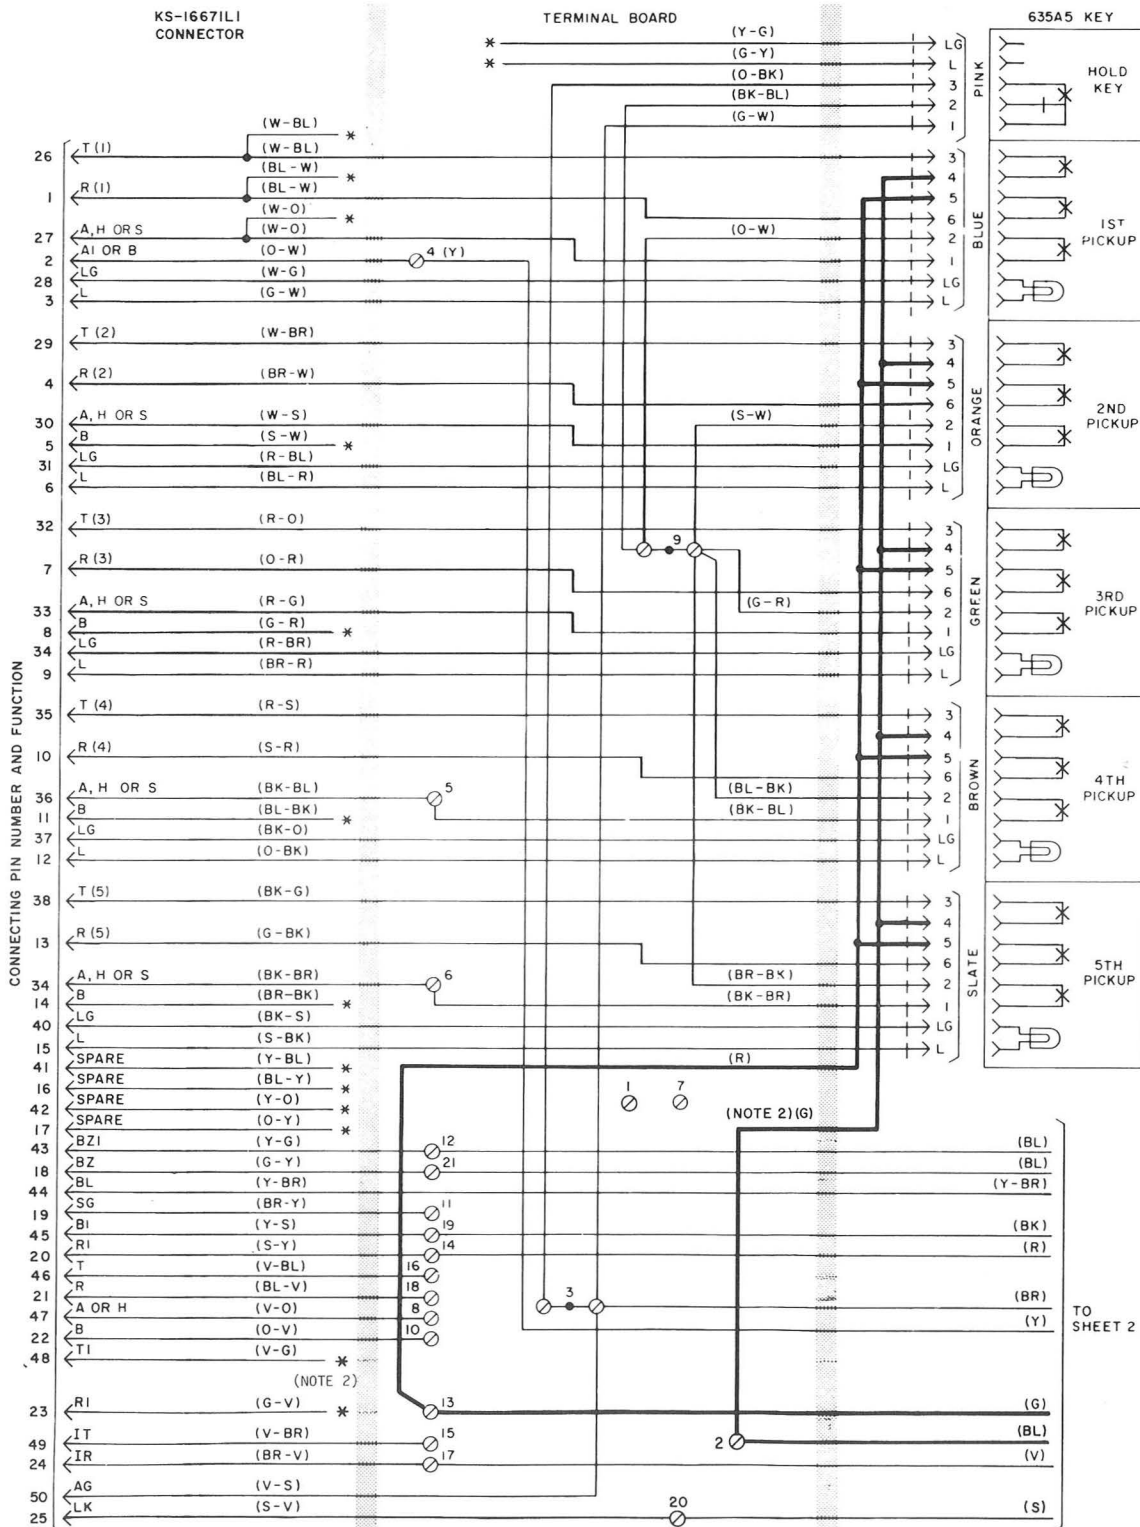 KS-16671L1 CONNECTOR TERMINAL BOARD 635A5 KEY
* (Y-G) LG
* (G-Y) L
(O-BK) 3
(BK-BL) 2
(G-W) 1
PINK
HOLD KEY
(W-BL) *
26 T (1) (W-BL) 3
(BL-W) * 4
1 R (1) (BL-W) 5
(W-O) * 6
27 A,H OR S (W-O) (O-W) 2
2 A1 OR B (O-W) 4 (Y) 1
28 LG (W-G) LG
3 L (G-W) L
BLUE
1ST PICKUP
29 T (2) (W-BR) 3
4
4 R (2) (BR-W) 5
6
30 A,H OR S (W-S) (S-W) 2
5 B (S-W) * 1
31 LG (R-BL) LG
6 L (BL-R) L
ORANGE
2ND PICKUP
32 T (3) (R-O) 3
9 4
7 R (3) (O-R) 5
6
33 A,H OR S (R-G) (G-R) 2
8 B (G-R) * 1
34 LG (R-BR) LG
9 L (BR-R) L
GREEN
3RD PICKUP
CONNECTING PIN NUMBER AND FUNCTION
35 T (4) (R-S) 3
4
10 R (4) (S-R) 5
6
36 A,H OR S (BK-BL) 5 (BL-BK) 2
11 B (BL-BK) * (BK-BL) 1
37 LG (BK-O) LG
12 L (O-BK) L
BROWN
4TH PICKUP
38 T (5) (BK-G) 3
4
13 R (5) (G-BK) 5
6
34 A,H OR S (BK-BR) 6 (BR-BK) 2
14 B (BR-BK) * (BK-BR) 1
40 LG (BK-S) LG
15 L (S-BK) L
SLATE
5TH PICKUP
41 SPARE (Y-BL) * (R)
16 SPARE (BL-Y) * 1 7
42 SPARE (Y-O) * (NOTE 2)(G)
17 SPARE (O-Y) *
43 BZ1 (Y-G) 12 (BL)
18 BZ (G-Y) 21 (BL)
44 BL (Y-BR) (Y-BR)
19 SG (BR-Y) 11
45 B1 (Y-S) 19 (BK)
20 R1 (S-Y) 14 (R)
46 T (V-BL) 16
21 R (BL-V) 18
47 A OR H (V-O) 8 3 (BR)
22 B (O-V) 10 (Y)
48 T1 (V-G) *
(NOTE 2)
23 R1 (G-V) * 13 (G)
49 IT (V-BR) 15 2 (BL)
24 IR (BR-V) 17 (V)
50 AG (V-S)
25 LK (S-V) 20 (S)
TO SHEET 2